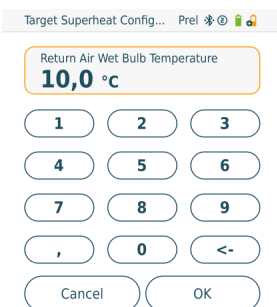 Target Superheat Config... Prel
Return Air Wet Bulb Temperature
10,0 °C
1 2 3
4 5 6
7 8 9
, 0 <-
Cancel OK